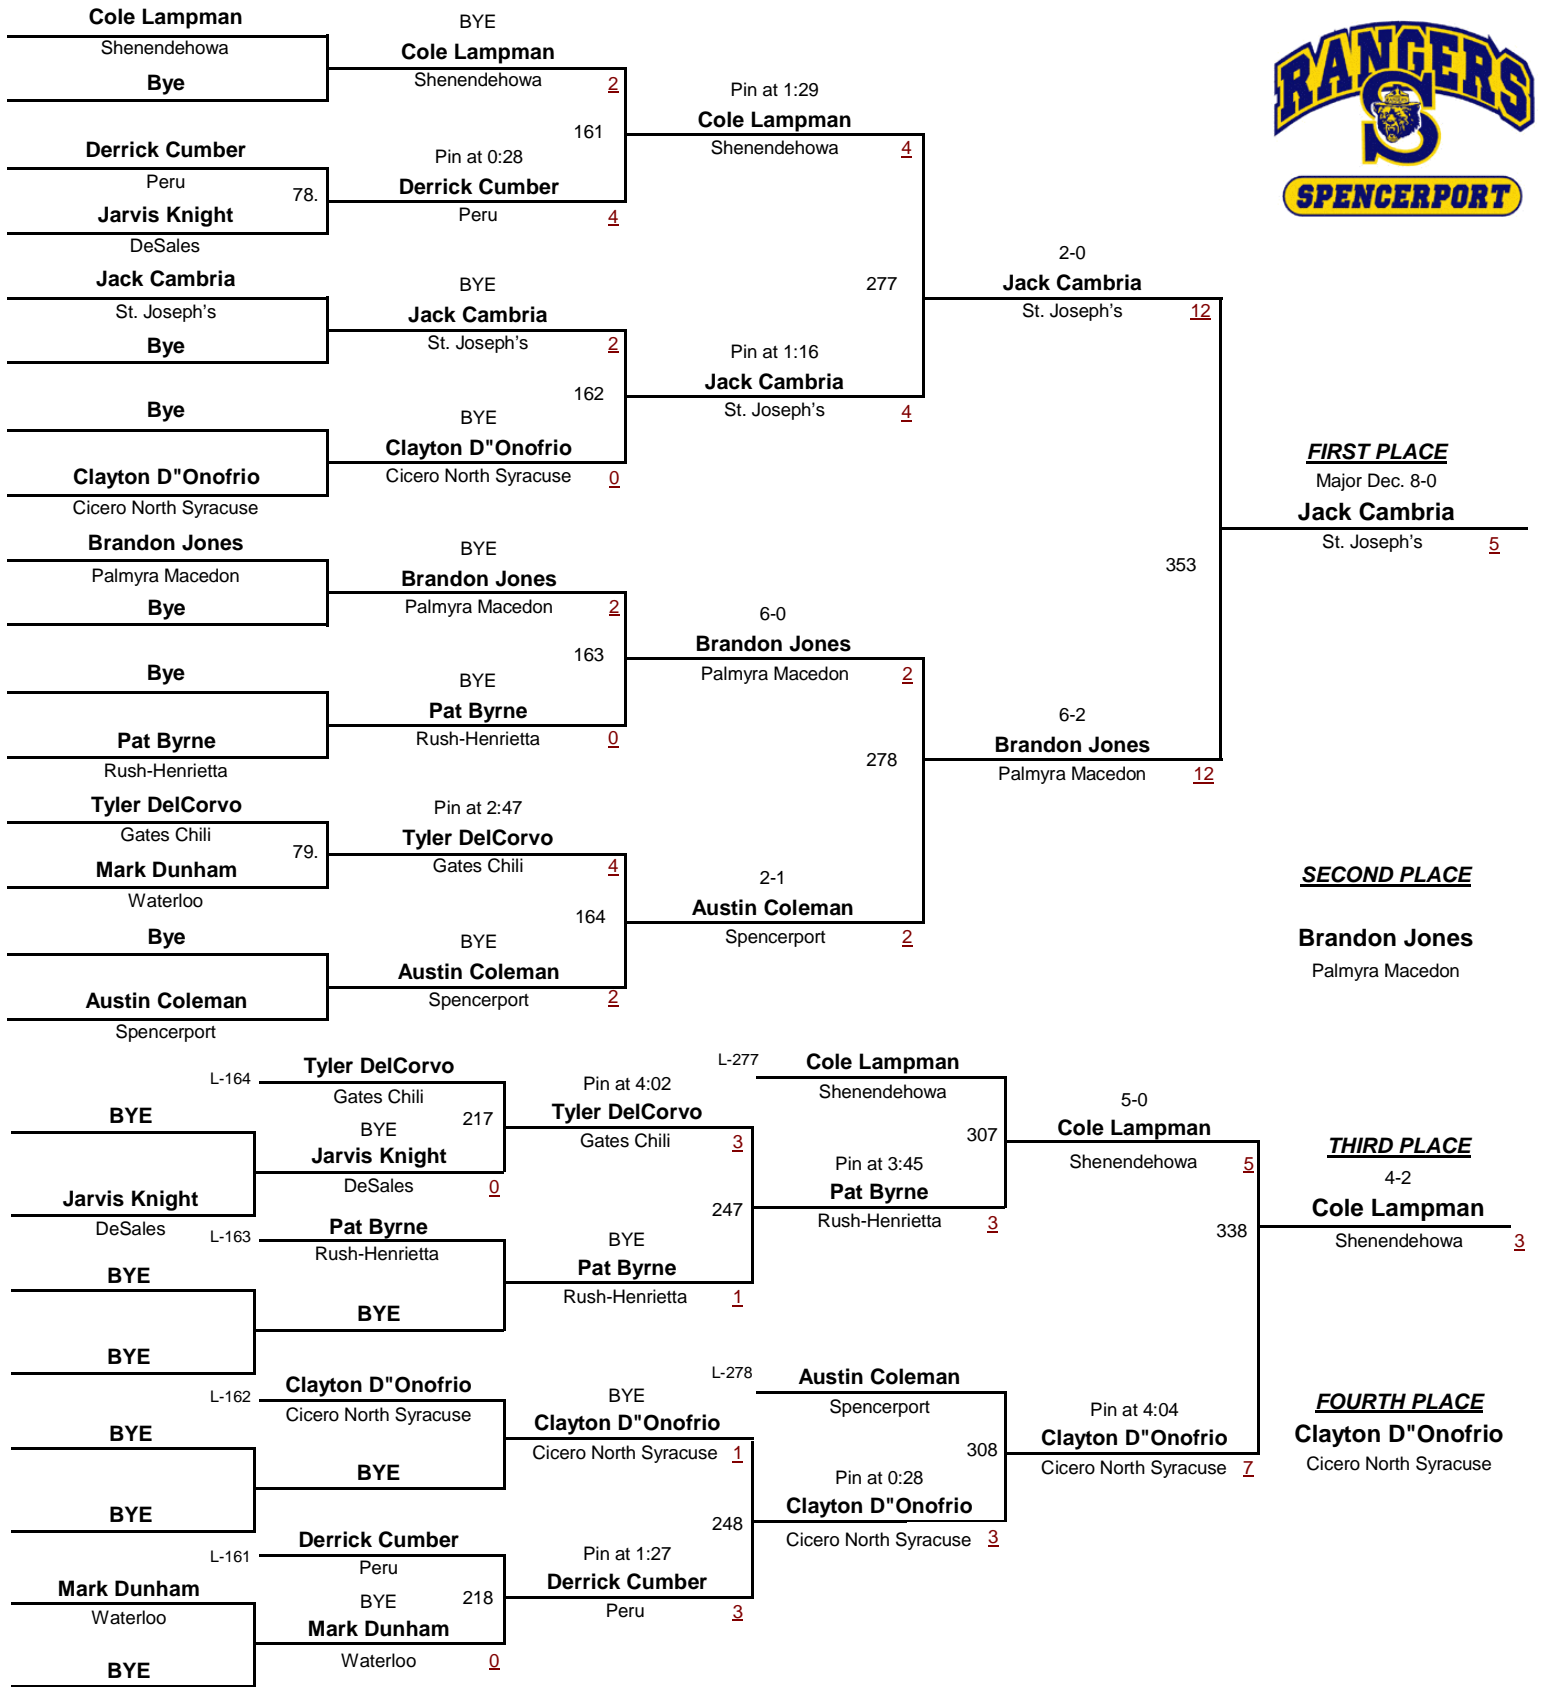 Cole Lampman
Shenendehowa
Bye
Derrick Cumber
Peru
78.
Jarvis Knight
DeSales
Jack Cambria
St. Joseph's
Bye
Bye
Clayton D"Onofrio
Cicero North Syracuse
Brandon Jones
Palmyra Macedon
Bye
Bye
Pat Byrne
Rush-Henrietta
Tyler DelCorvo
Gates Chili
79.
Mark Dunham
Waterloo
Bye
Austin Coleman
Spencerport
BYE
Cole Lampman
Shenendehowa 2
161
Pin at 0:28
Derrick Cumber
Peru 4
BYE
Jack Cambria
St. Joseph's 2
162
BYE
Clayton D"Onofrio
Cicero North Syracuse 0
BYE
Brandon Jones
Palmyra Macedon 2
163
BYE
Pat Byrne
Rush-Henrietta 0
Pin at 2:47
Tyler DelCorvo
Gates Chili 4
164
BYE
Austin Coleman
Spencerport 2
Pin at 1:29
Cole Lampman
Shenendehowa 4
277
Pin at 1:16
Jack Cambria
St. Joseph's 4
6-0
Brandon Jones
Palmyra Macedon 2
278
2-1
Austin Coleman
Spencerport 2
2-0
Jack Cambria
St. Joseph's 12
353
6-2
Brandon Jones
Palmyra Macedon 12
RANGERS
S
SPENCERPORT
FIRST PLACE
Major Dec. 8-0
Jack Cambria
St. Joseph's 5
SECOND PLACE
Brandon Jones
Palmyra Macedon
BYE
Jarvis Knight
DeSales
BYE
BYE
BYE
BYE
Mark Dunham
Waterloo
BYE
L-164
Tyler DelCorvo
Gates Chili
217
BYE
Jarvis Knight
DeSales 0
L-163
Pat Byrne
Rush-Henrietta
BYE
L-162
Clayton D"Onofrio
Cicero North Syracuse
BYE
L-161
Derrick Cumber
Peru
218
BYE
Mark Dunham
Waterloo 0
Pin at 4:02
Tyler DelCorvo
Gates Chili 3
247
BYE
Pat Byrne
Rush-Henrietta 1
BYE
Clayton D"Onofrio
Cicero North Syracuse 1
248
Pin at 1:27
Derrick Cumber
Peru 3
L-277
Cole Lampman
Shenendehowa
307
Pin at 3:45
Pat Byrne
Rush-Henrietta 3
L-278
Austin Coleman
Spencerport
308
Pin at 0:28
Clayton D"Onofrio
Cicero North Syracuse 3
5-0
Cole Lampman
Shenendehowa 5
338
Pin at 4:04
Clayton D"Onofrio
Cicero North Syracuse 7
THIRD PLACE
4-2
Cole Lampman
Shenendehowa 3
FOURTH PLACE
Clayton D"Onofrio
Cicero North Syracuse